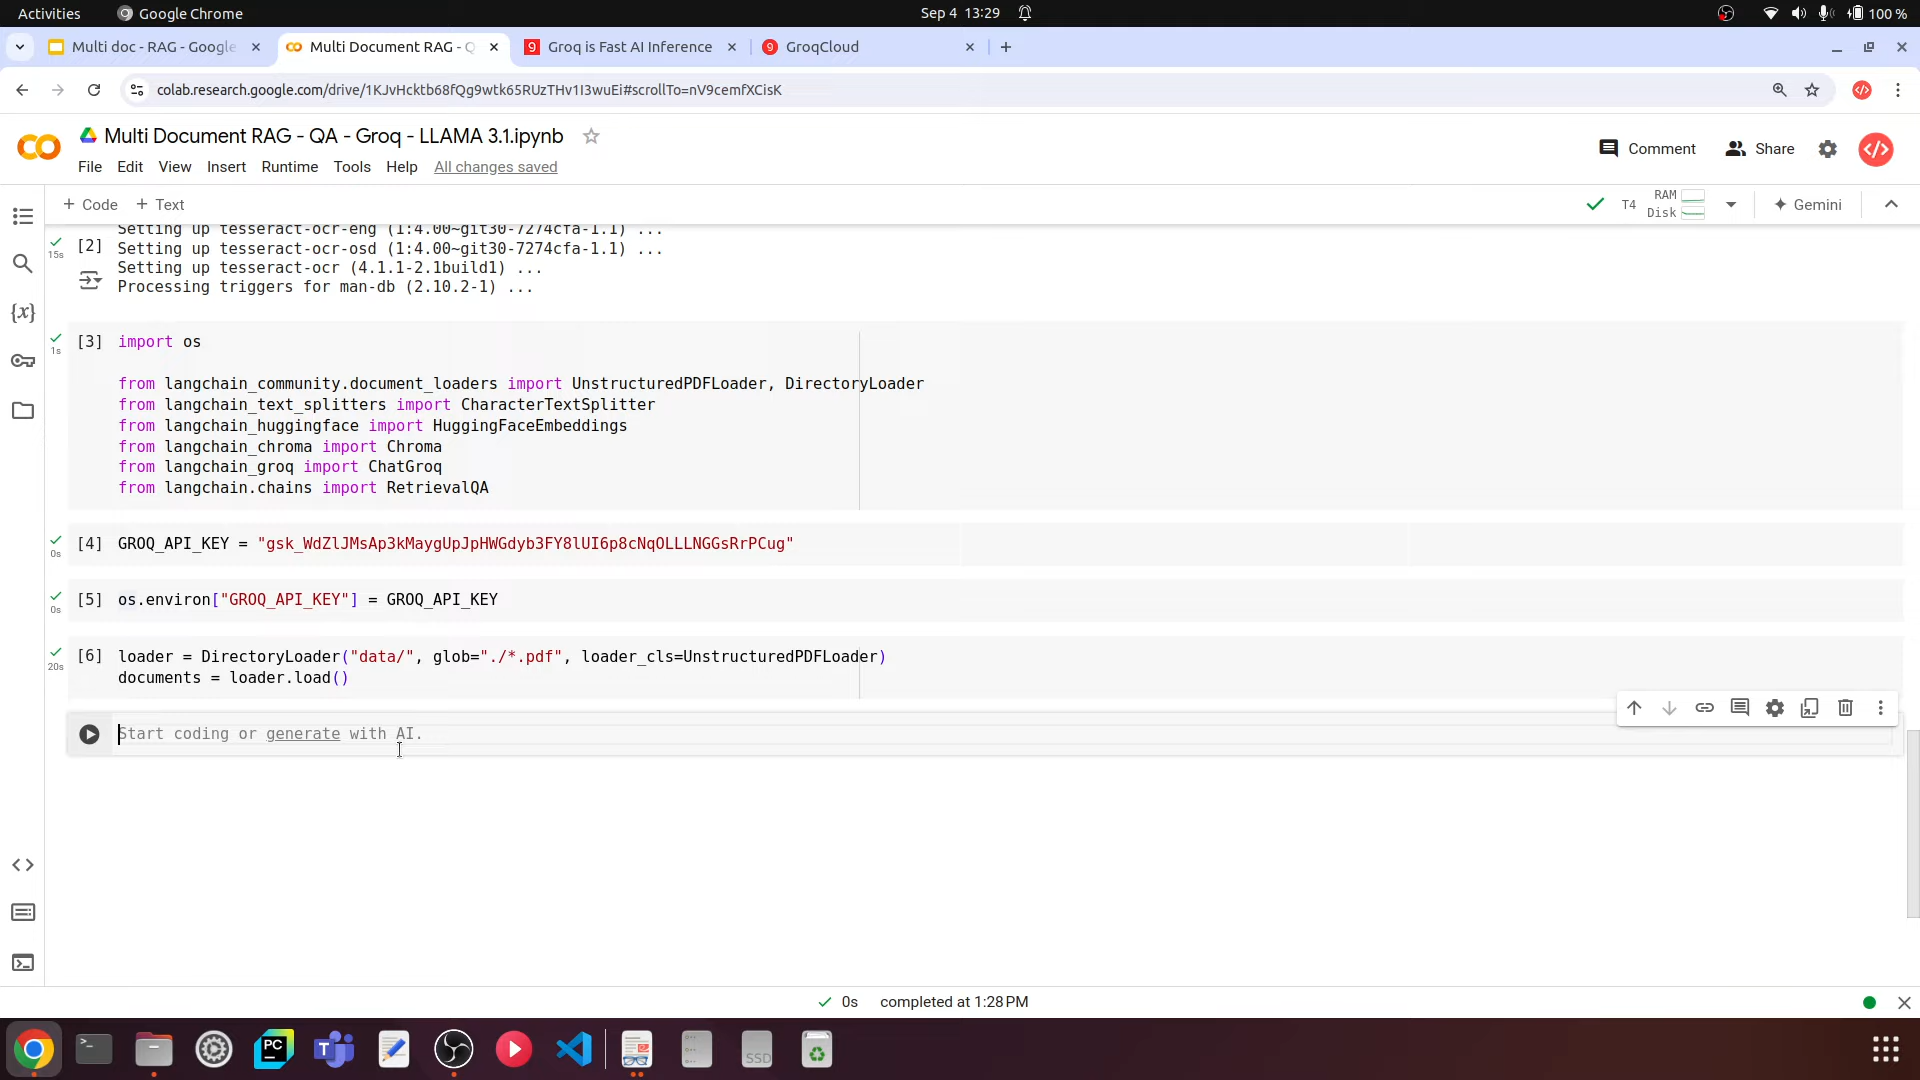 Activities
Google Chrome
Sep 4 13:29
100 %
Multi doc - RAG - Google
Multi Document RAG - Q
Groq is Fast AI Inference
GroqCloud
colab.research.google.com/drive/1KJvHcktb68fQg9wtk65RUzTHv1I3wuEi#scrollTo=nV9cemfXCisK
Multi Document RAG - QA - Groq - LLAMA 3.1.ipynb
Comment
Share
File Edit View Insert Runtime Tools Help All changes saved
+ Code + Text
T4
RAM
Disk
Gemini
Setting up tesseract-ocr-eng (1:4.00~git30-7274cfa-1.1) ...
[2] Setting up tesseract-ocr-osd (1:4.00~git30-7274cfa-1.1) ...
15s
Setting up tesseract-ocr (4.1.1-2.1build1) ...
Processing triggers for man-db (2.10.2-1) ...
[3] import os
1s
from langchain_community.document_loaders import UnstructuredPDFLoader, DirectoryLoader
from langchain_text_splitters import CharacterTextSplitter
from langchain_huggingface import HuggingFaceEmbeddings
from langchain_chroma import Chroma
from langchain_groq import ChatGroq
from langchain.chains import RetrievalQA
[4] GROQ_API_KEY = "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"
0s
[5] os.environ["GROQ_API_KEY"] = GROQ_API_KEY
0s
[6] loader = DirectoryLoader("data/", glob="./*.pdf", loader_cls=UnstructuredPDFLoader)
20s
documents = loader.load()
Start coding or generate with AI.
0s completed at 1:28 PM
PC
SSD